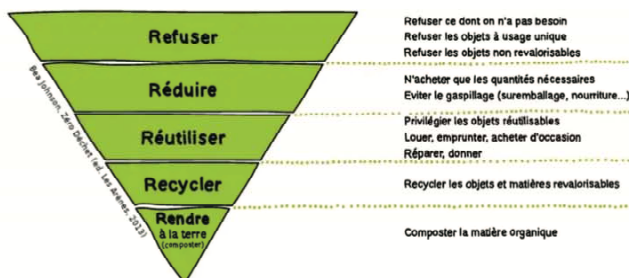 Refuser
Refuser ce dont on n'a pas besoin
Refuser les objets à usage unique
Refuser les objets non revalorisables
Réduire
N'acheter que les quantités nécessaires
Eviter le gaspillage (suremballage, nourriture...)
Réutiliser
Privilégier les objets réutilisables
Louer, emprunter, acheter d'occasion
Réparer, donner
Recycler
Recycler les objets et matières revalorisables
Rendre
à la terre
(composter)
Composter la matière organique
Bea Johnson, Zéro Déchet (ed. Les Arènes, 2013)